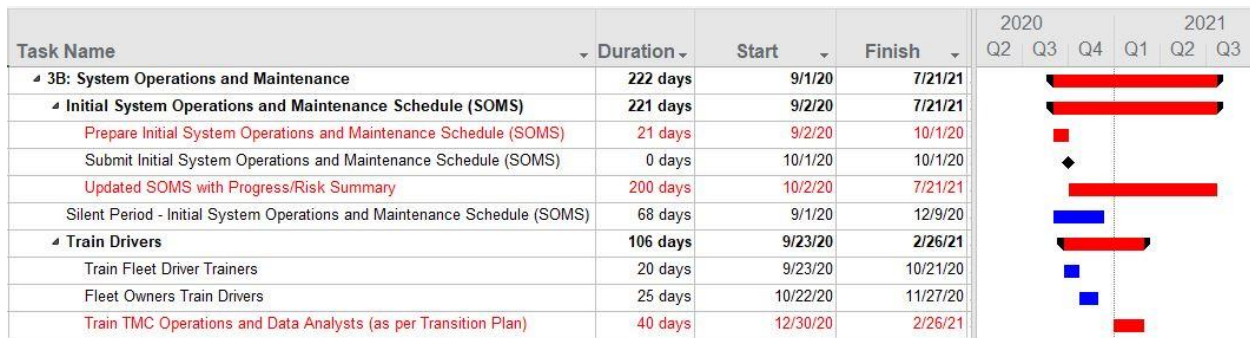 2020 2021
Task Name Duration Start Finish Q2 Q3 Q4 Q1 Q2 Q3
3B: System Operations and Maintenance 222 days 9/1/20 7/21/21
Initial System Operations and Maintenance Schedule (SOMS) 221 days 9/2/20 7/21/21
Prepare Initial System Operations and Maintenance Schedule (SOMS) 21 days 9/2/20 10/1/20
Submit Initial System Operations and Maintenance Schedule (SOMS) 0 days 10/1/20 10/1/20
Updated SOMS with Progress/Risk Summary 200 days 10/2/20 7/21/21
Silent Period - Initial System Operations and Maintenance Schedule (SOMS) 68 days 9/1/20 12/9/20
Train Drivers 106 days 9/23/20 2/26/21
Train Fleet Driver Trainers 20 days 9/23/20 10/21/20
Fleet Owners Train Drivers 25 days 10/22/20 11/27/20
Train TMC Operations and Data Analysts (as per Transition Plan) 40 days 12/30/20 2/26/21